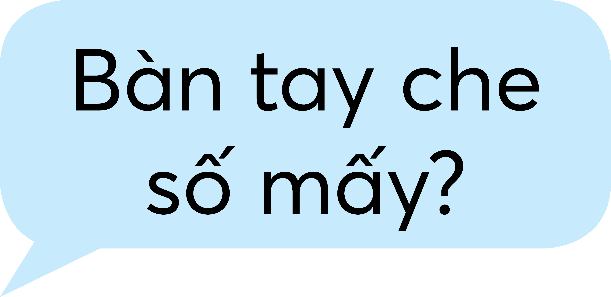 Bàn tay che
số mấy?